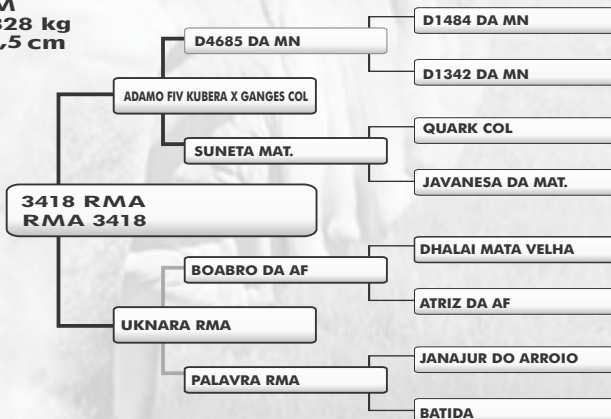 M
328 kg
,5 cm
D1484 DA MN
D4685 DA MN
D1342 DA MN
ADAMO FIV KUBERA X GANGES COL
QUARK COL
SUNETA MAT.
JAVANESA DA MAT.
3418 RMA
RMA 3418
DHALAI MATA VELHA
BOABRO DA AF
ATRIZ DA AF
UKNARA RMA
JANAJUR DO ARROIO
PALAVRA RMA
BATIDA